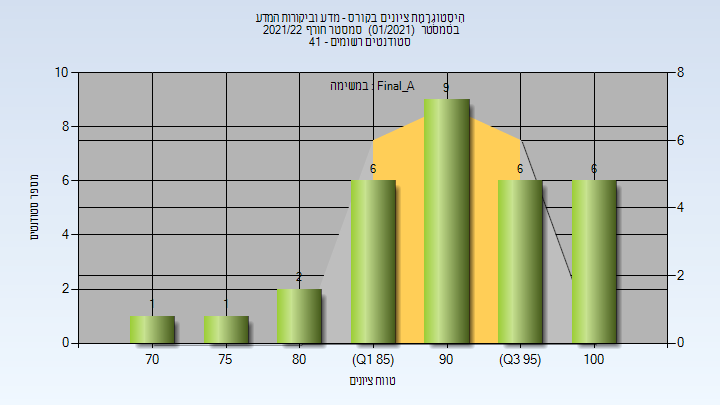 הִיסְטוֹגְרַמַּת ציונים בקורס - מדע וביקורות המדע
בסמסטר (01/2021) סמסטר חורף 2021/22
סטודנטים רשומים - 41
במשימה : Final_A
10
8
6
4
2
0
8
6
4
2
0
מספר סטודנטים
1
1
2
6
9
6
6
70
75
80
(Q1 85)
90
(Q3 95)
100
טווח ציונים